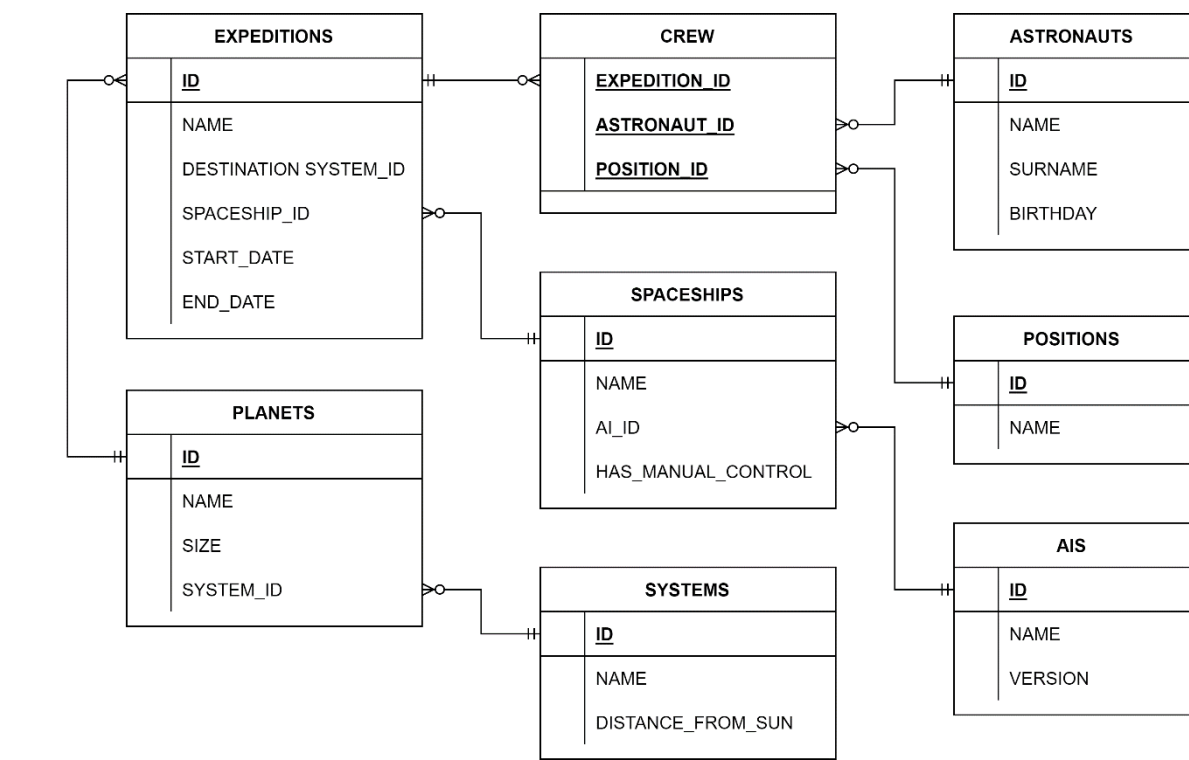 EXPEDITIONS
ID
NAME
DESTINATION SYSTEM_ID
SPACESHIP_ID
START_DATE
END_DATE
CREW
EXPEDITION_ID
ASTRONAUT_ID
POSITION_ID
ASTRONAUTS
ID
NAME
SURNAME
BIRTHDAY
SPACESHIPS
ID
NAME
AI_ID
HAS_MANUAL_CONTROL
POSITIONS
ID
NAME
PLANETS
ID
NAME
SIZE
SYSTEM_ID
SYSTEMS
ID
NAME
DISTANCE_FROM_SUN
AIS
ID
NAME
VERSION